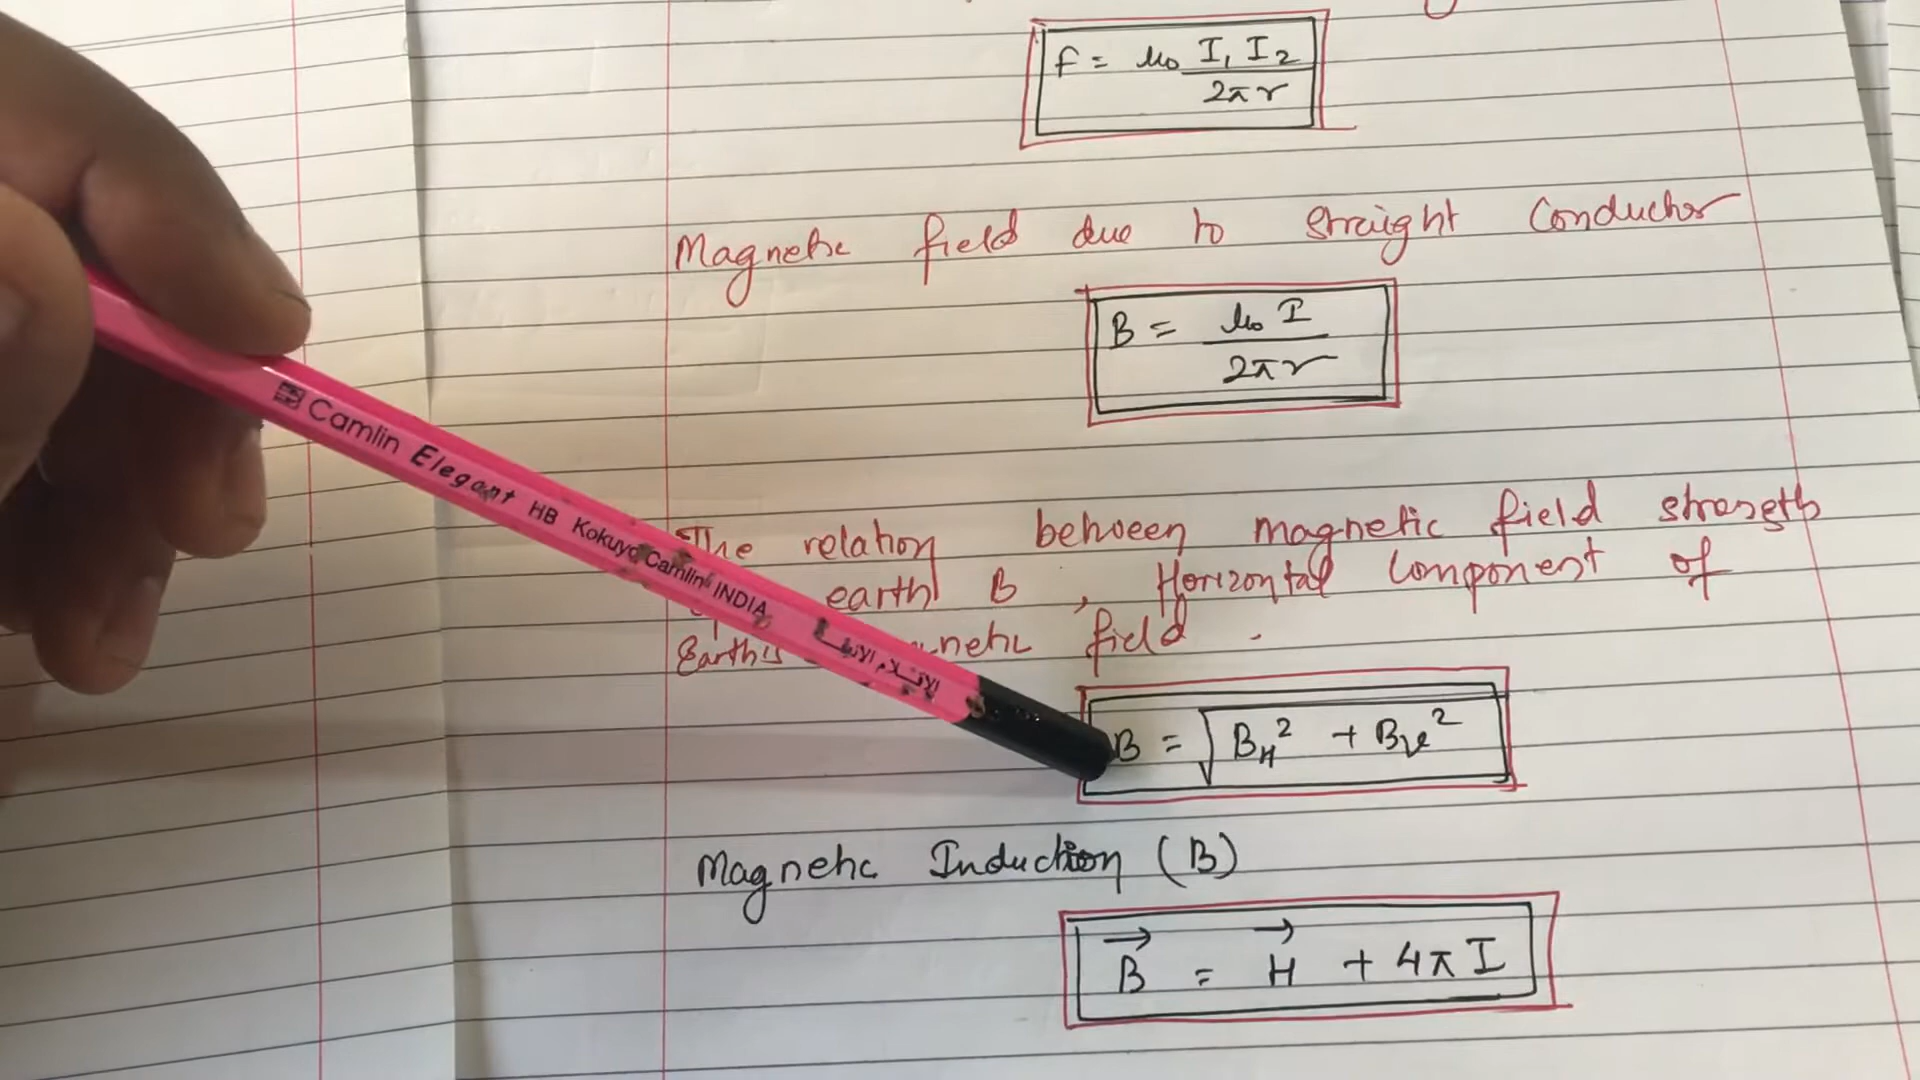 F = μ₀ I₁ I₂
2πr
Magnetic field due to straight Conductor
B = μ₀ I
2πr
The relation between magnetic field strength
earth B , Horizontal Component of
Earth's field .
B = √ B_H² + B_V²
Magnetic Induction (B)
B⃗ = H⃗ + 4πI
Camlin Elegant HB Kokuyo Camlin INDIA